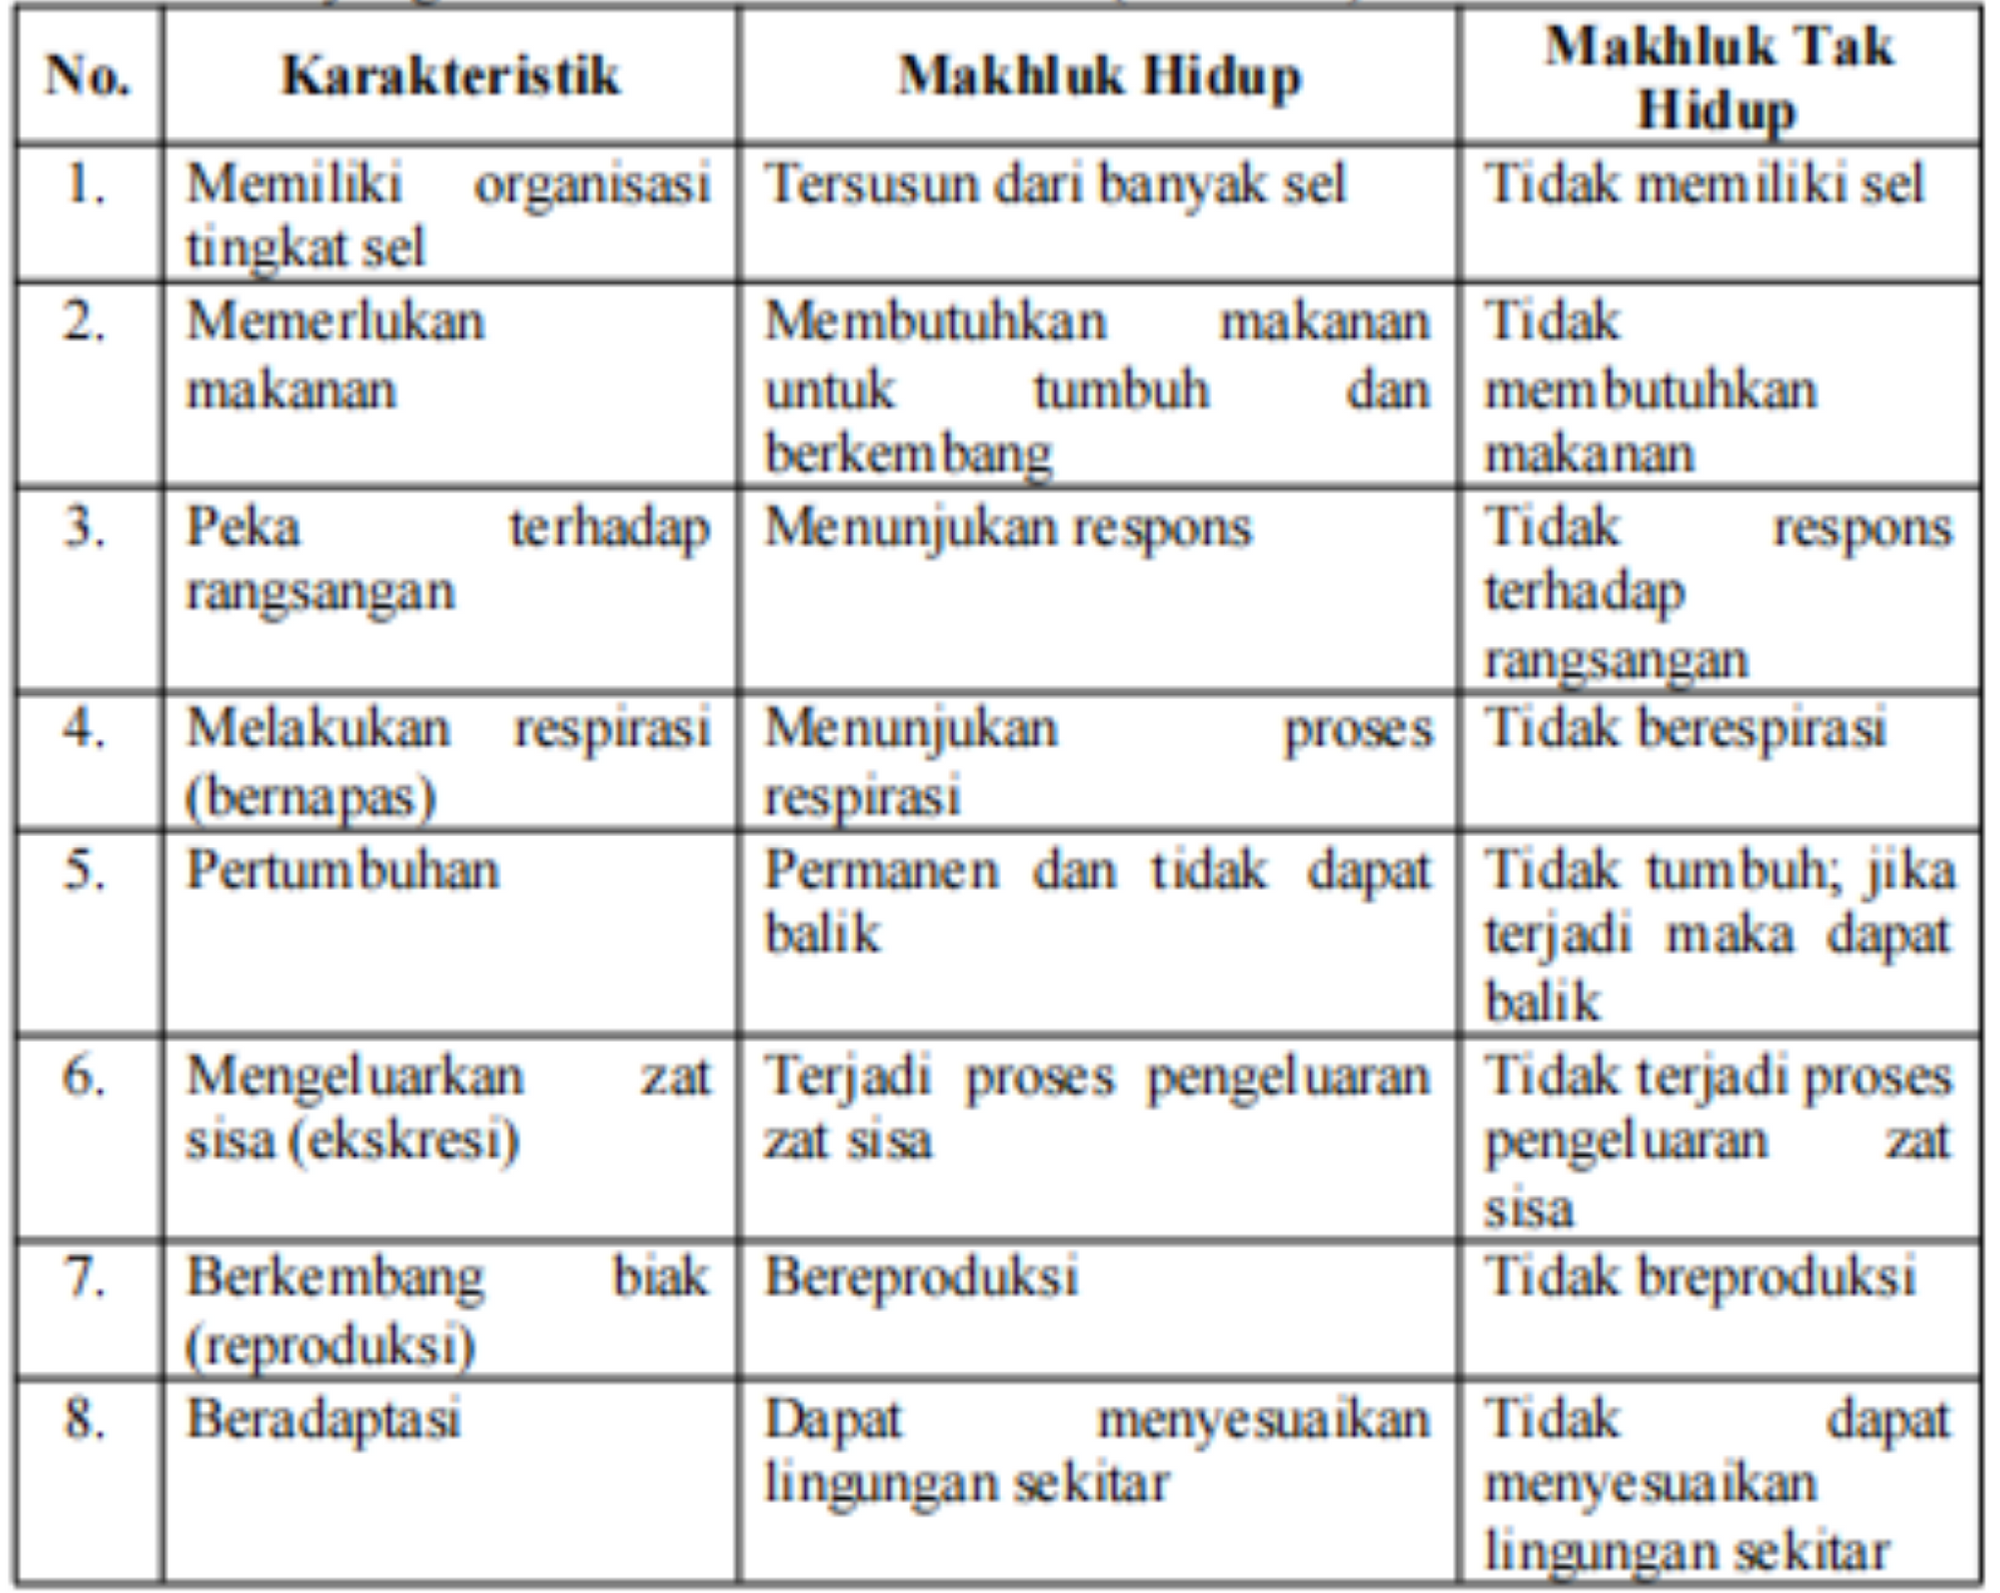 No. Karakteristik Makhluk Hidup Makhluk Tak
Hidup
1. Memiliki organisasi Tersusun dari banyak sel Tidak memiliki sel
tingkat sel
2. Memerlukan Membutuhkan makanan Tidak
makanan untuk tumbuh dan membutuhkan
berkembang makanan
3. Peka terhadap Menunjukan respons Tidak respons
rangsangan terhadap
rangsangan
4. Melakukan respirasi Menunjukan proses Tidak berespirasi
(bernapas) respirasi
5. Pertumbuhan Permanen dan tidak dapat Tidak tumbuh; jika
balik terjadi maka dapat
balik
6. Mengeluarkan zat Terjadi proses pengeluaran Tidak terjadi proses
sisa (ekskresi) zat sisa pengeluaran zat
sisa
7. Berkembang biak Bereproduksi Tidak breproduksi
(reproduksi)
8. Beradaptasi Dapat menyesuaikan Tidak dapat
lingungan sekitar menyesuaikan
lingungan sekitar